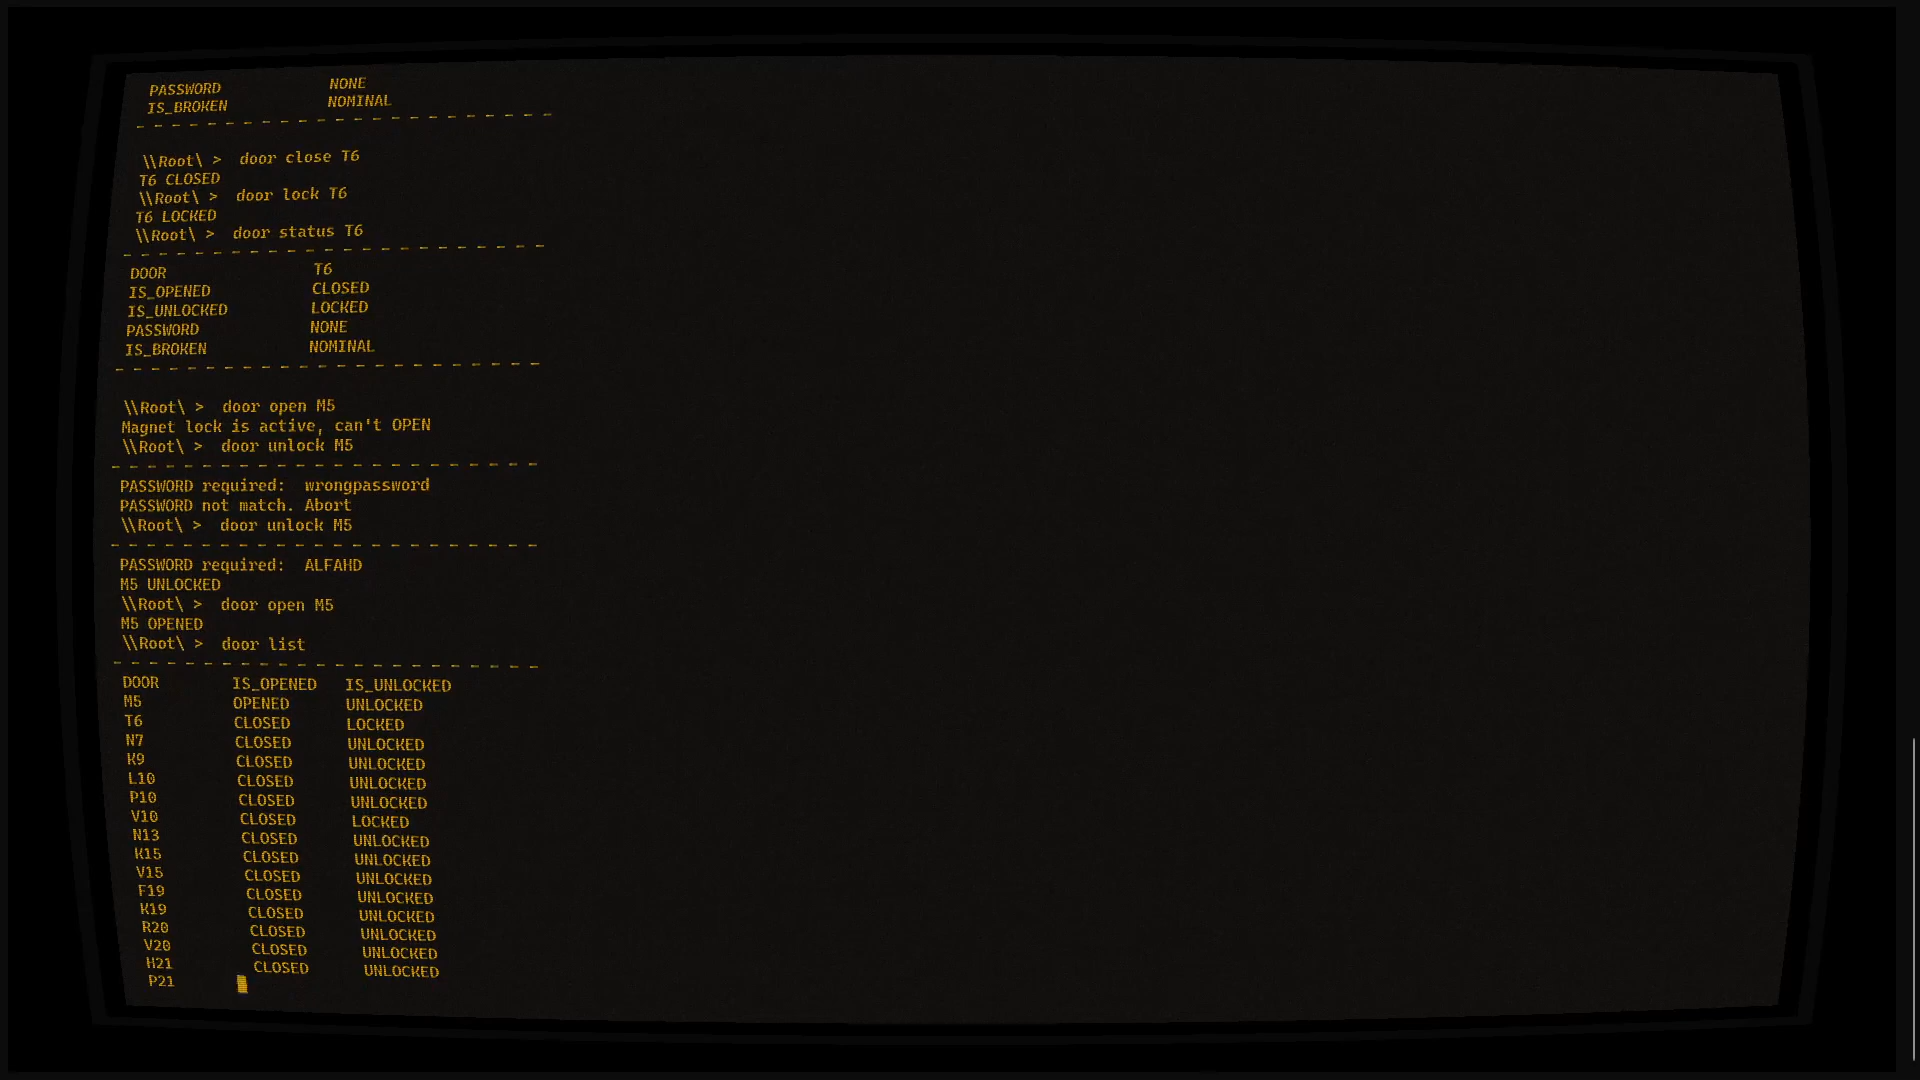 PASSWORD NONE
IS_BROKEN NOMINAL
- - - - - - - - - - - - - - - - - - - - - - - -
\\Root\ > door close T6
T6 CLOSED
\\Root\ > door lock T6
T6 LOCKED
\\Root\ > door status T6
- - - - - - - - - - - - - - - - - - - - - - - -
DOOR T6
IS_OPENED CLOSED
IS_UNLOCKED LOCKED
PASSWORD NONE
IS_BROKEN NOMINAL
- - - - - - - - - - - - - - - - - - - - - - - -
\\Root\ > door open M5
Magnet lock is active, can't OPEN
\\Root\ > door unlock M5
- - - - - - - - - - - - - - - - - - - - - - - -
PASSWORD required: wrongpassword
PASSWORD not match. Abort
\\Root\ > door unlock M5
- - - - - - - - - - - - - - - - - - - - - - - -
PASSWORD required: ALFAHD
M5 UNLOCKED
\\Root\ > door open M5
M5 OPENED
\\Root\ > door list
- - - - - - - - - - - - - - - - - - - - - - - -
DOOR IS_OPENED IS_UNLOCKED
M5 OPENED UNLOCKED
T6 CLOSED LOCKED
N7 CLOSED UNLOCKED
K9 CLOSED UNLOCKED
L10 CLOSED UNLOCKED
P10 CLOSED UNLOCKED
V10 CLOSED LOCKED
N13 CLOSED UNLOCKED
K15 CLOSED UNLOCKED
V15 CLOSED UNLOCKED
F19 CLOSED UNLOCKED
K19 CLOSED UNLOCKED
R20 CLOSED UNLOCKED
V20 CLOSED UNLOCKED
H21 CLOSED UNLOCKED
P21